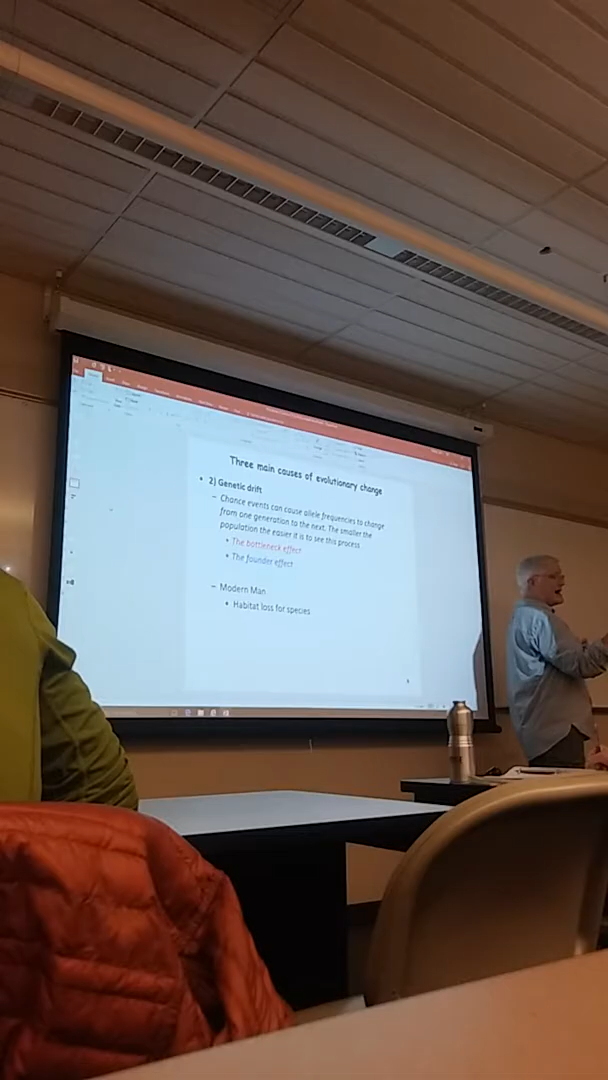 Three main causes of evolutionary change
• 2) Genetic drift
– Chance events can cause allele frequencies to change
from one generation to the next. The smaller the
population the easier it is to see this process
• The bottleneck effect
• The founder effect
– Modern Man
• Habitat loss for species